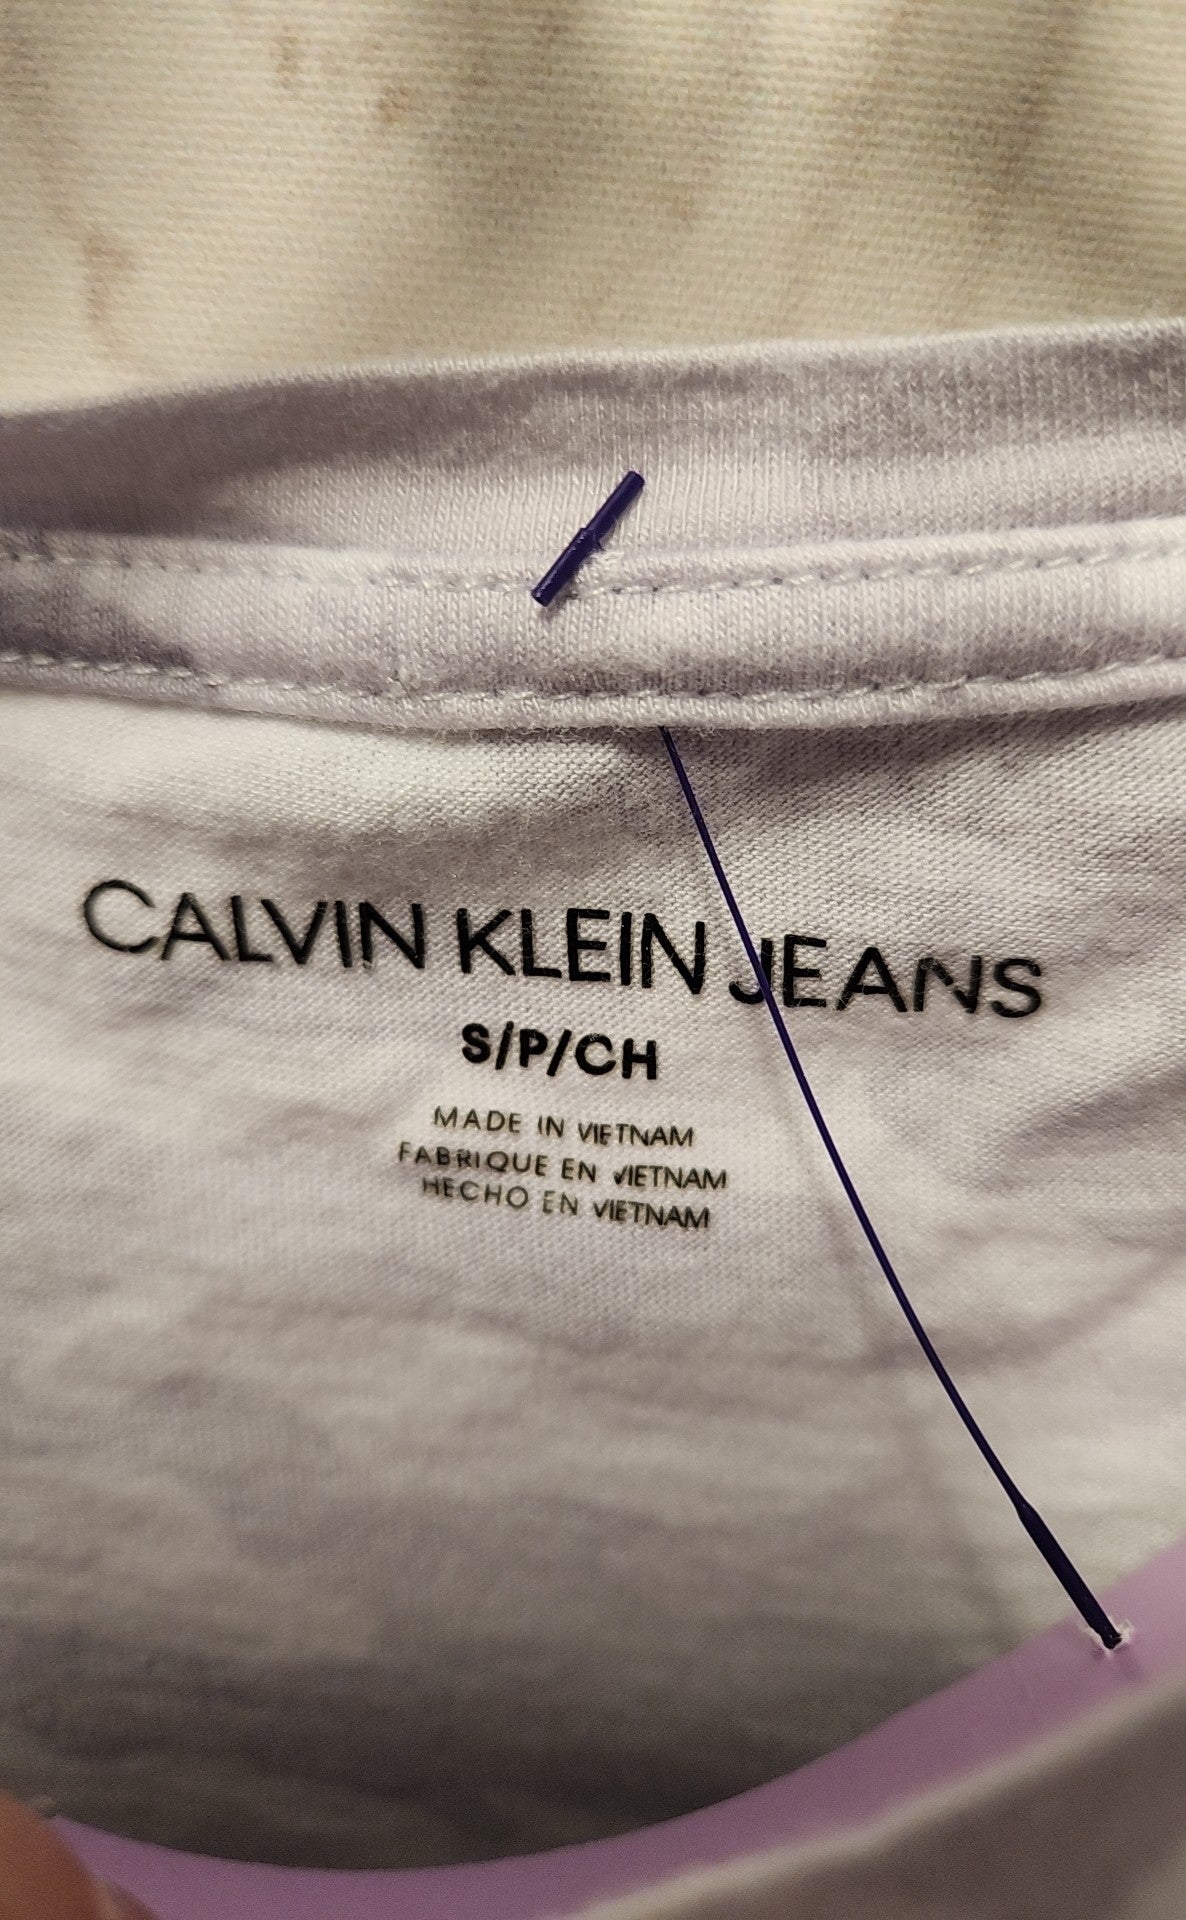 CALVIN KLEIN JEANS
S/P/CH
MADE IN VIETNAM
FABRIQUE EN VIETNAM
HECHO EN VIETNAM